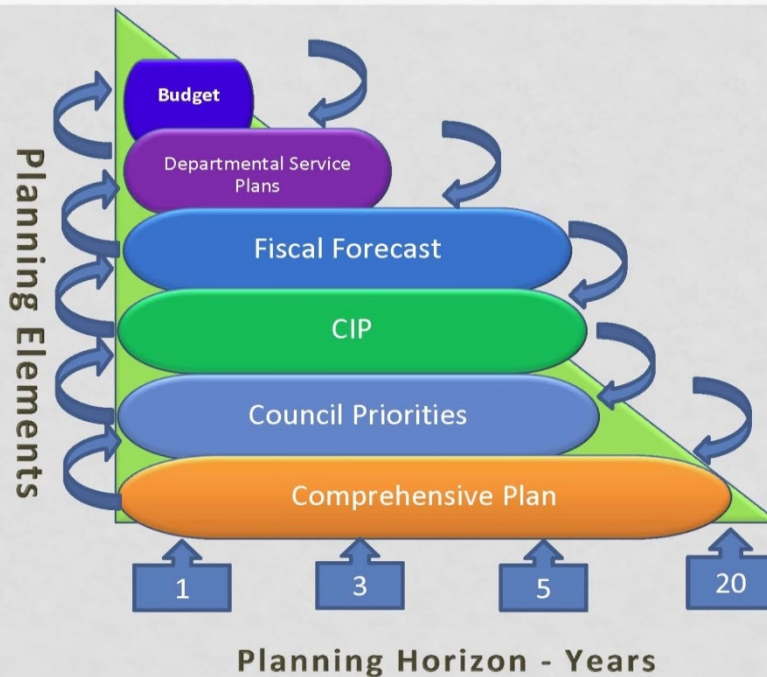 Budget
Departmental Service
Plans
Fiscal Forecast
CIP
Council Priorities
Comprehensive Plan
Planning Elements
1
3
5
20
Planning Horizon - Years